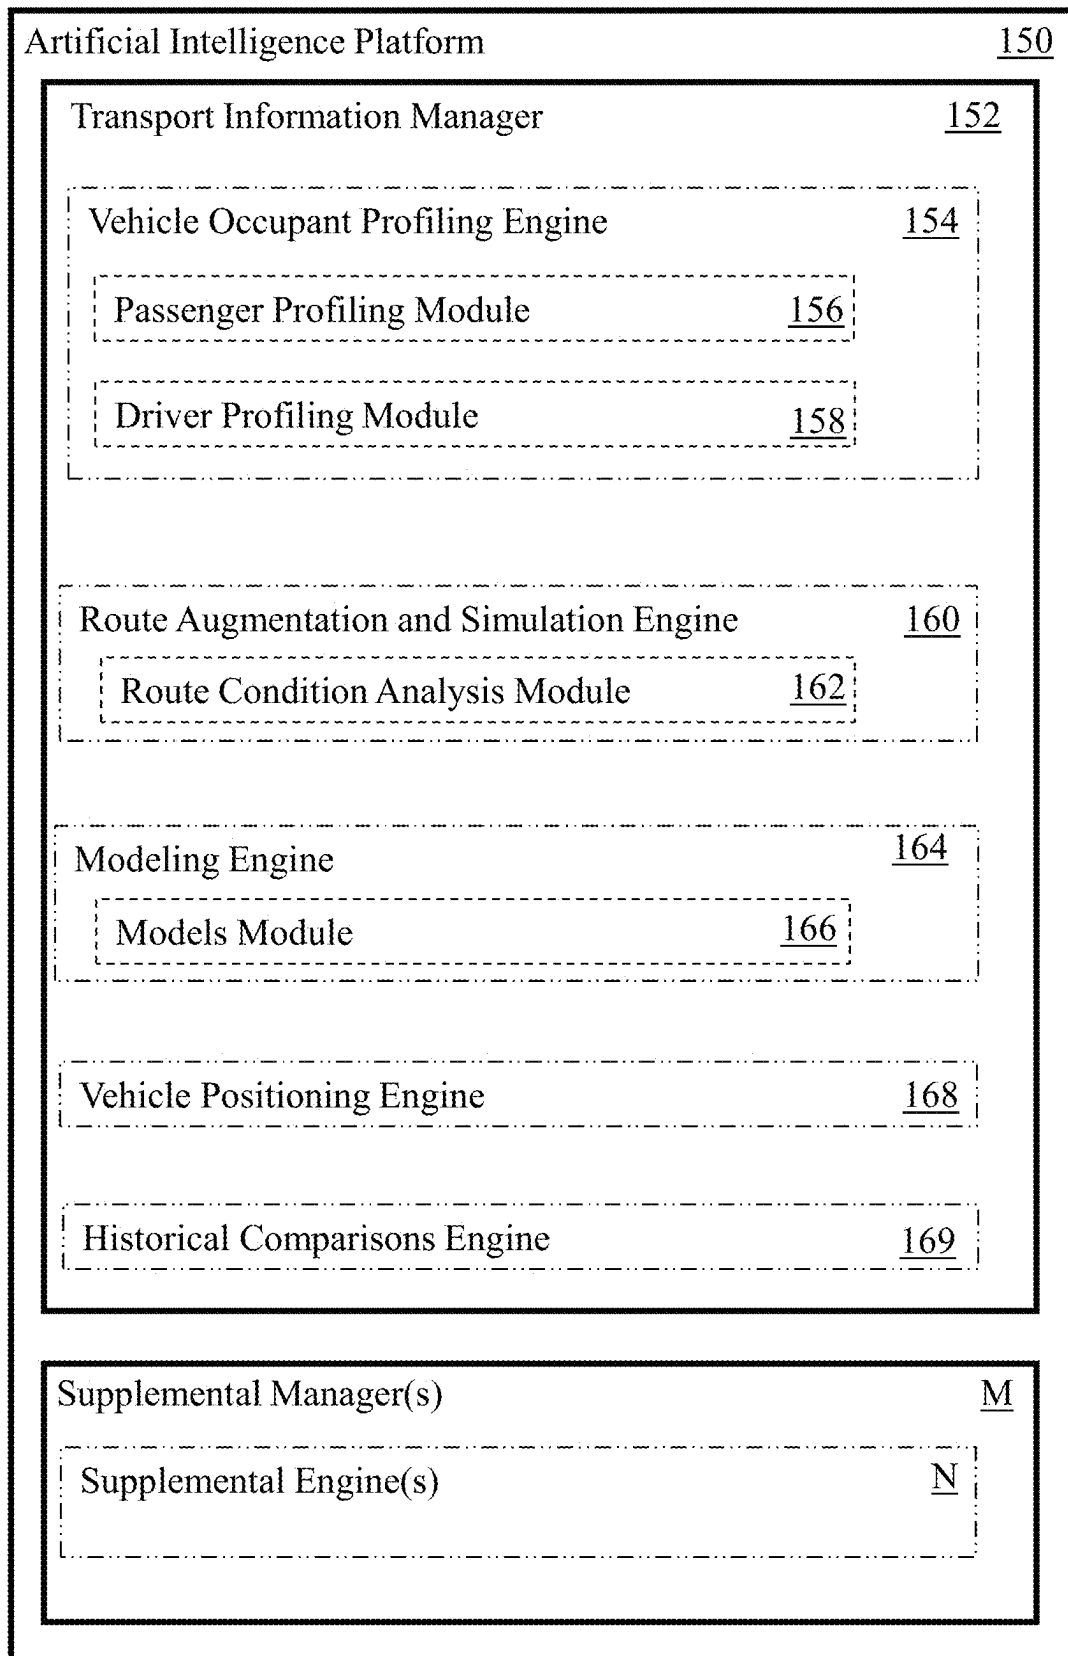 Artificial Intelligence Platform 150
Transport Information Manager 152
Vehicle Occupant Profiling Engine 154
Passenger Profiling Module 156
Driver Profiling Module 158
Route Augmentation and Simulation Engine 160
Route Condition Analysis Module 162
Modeling Engine 164
Models Module 166
Vehicle Positioning Engine 168
Historical Comparisons Engine 169
Supplemental Manager(s) M
Supplemental Engine(s) N